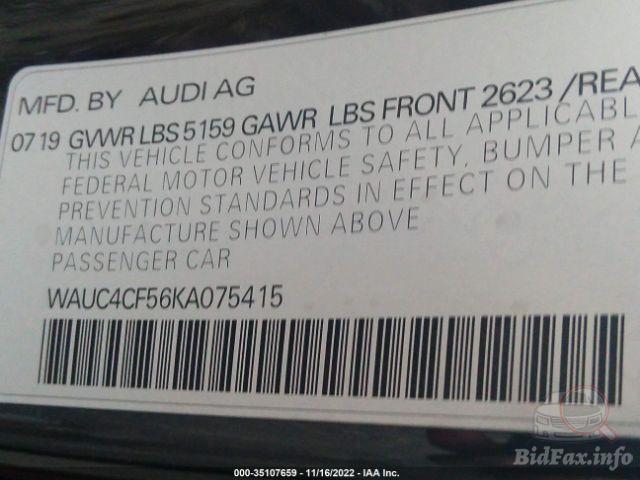 MFD. BY AUDI AG
07 19 GVWR LBS 5159 GAWR LBS FRONT 2623 /REA
THIS VEHICLE CONFORMS TO ALL APPLICABL
FEDERAL MOTOR VEHICLE SAFETY, BUMPER A
PREVENTION STANDARDS IN EFFECT ON THE
MANUFACTURE SHOWN ABOVE
PASSENGER CAR
WAUC4CF56KA075415
BidFax.info
000-35107659 - 11/16/2022 - IAA Inc.